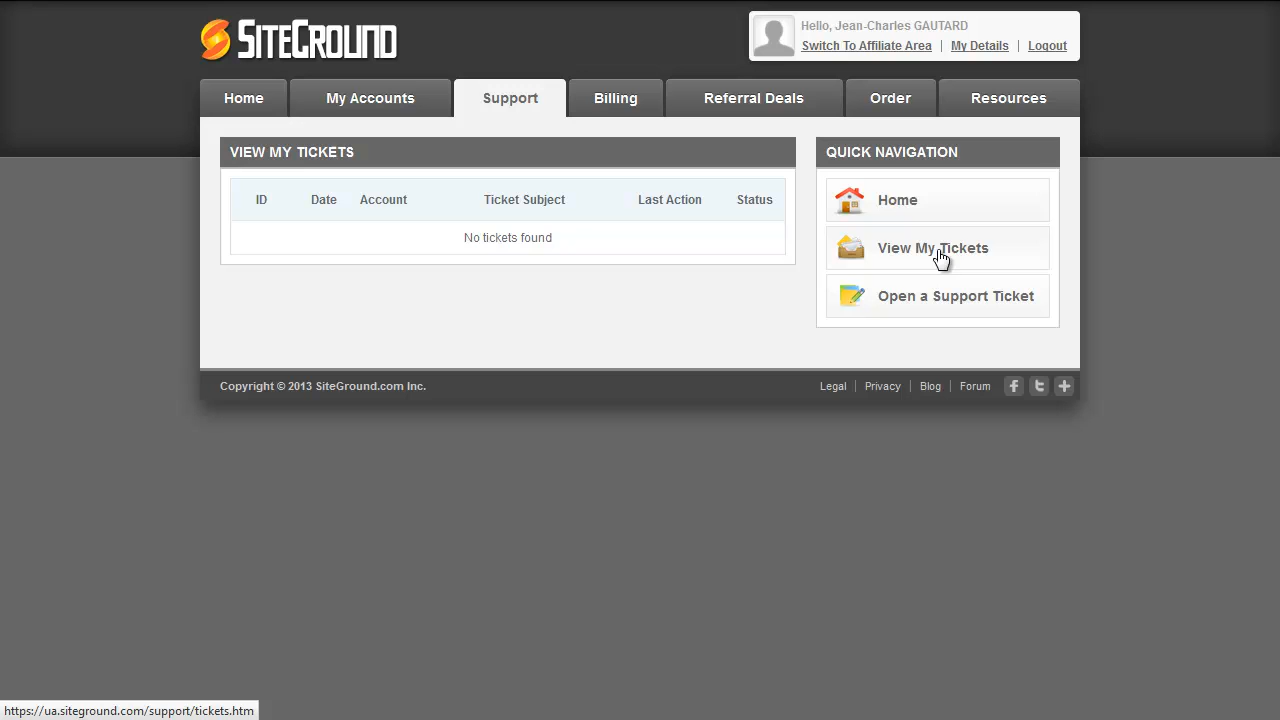 SITEGROUND
Hello, Jean-Charles GAUTARD
Switch To Affiliate Area | My Details | Logout
Home My Accounts Support Billing Referral Deals Order Resources
VIEW MY TICKETS
ID Date Account Ticket Subject Last Action Status
No tickets found
QUICK NAVIGATION
Home
View My Tickets
Open a Support Ticket
Copyright © 2013 SiteGround.com Inc.
Legal | Privacy | Blog | Forum
https://ua.siteground.com/support/tickets.htm